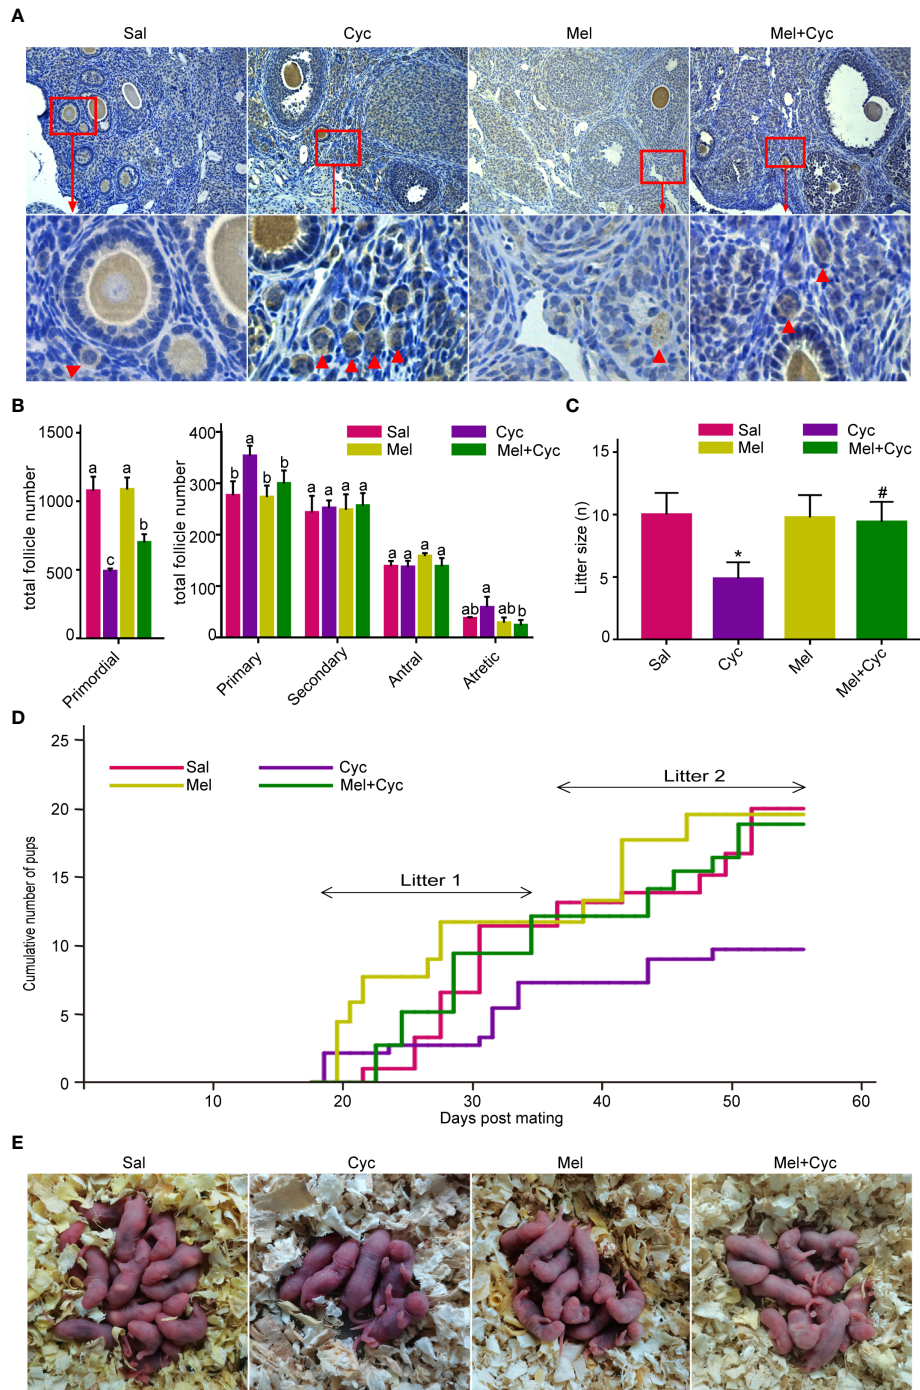 A
Sal Cyc Mel Mel+Cyc
B
total follicle number
1500
1000
500
0
a
c
a
b
Primordial
total follicle number
400
300
200
100
0
Sal Cyc
Mel Mel+Cyc
b a b b
a a a a
a a a a
ab a ab b
Primary Secondary Antral Atretic
C
Sal Cyc
Mel Mel+Cyc
Litter size (n)
15
10
5
0
*
#
Sal Cyc Mel Mel+Cyc
D
Cumulative number of pups
25
20
15
10
5
0
Sal Cyc
Mel Mel+Cyc
Litter 1
Litter 2
10 20 30 40 50 60
Days post mating
E
Sal Cyc Mel Mel+Cyc